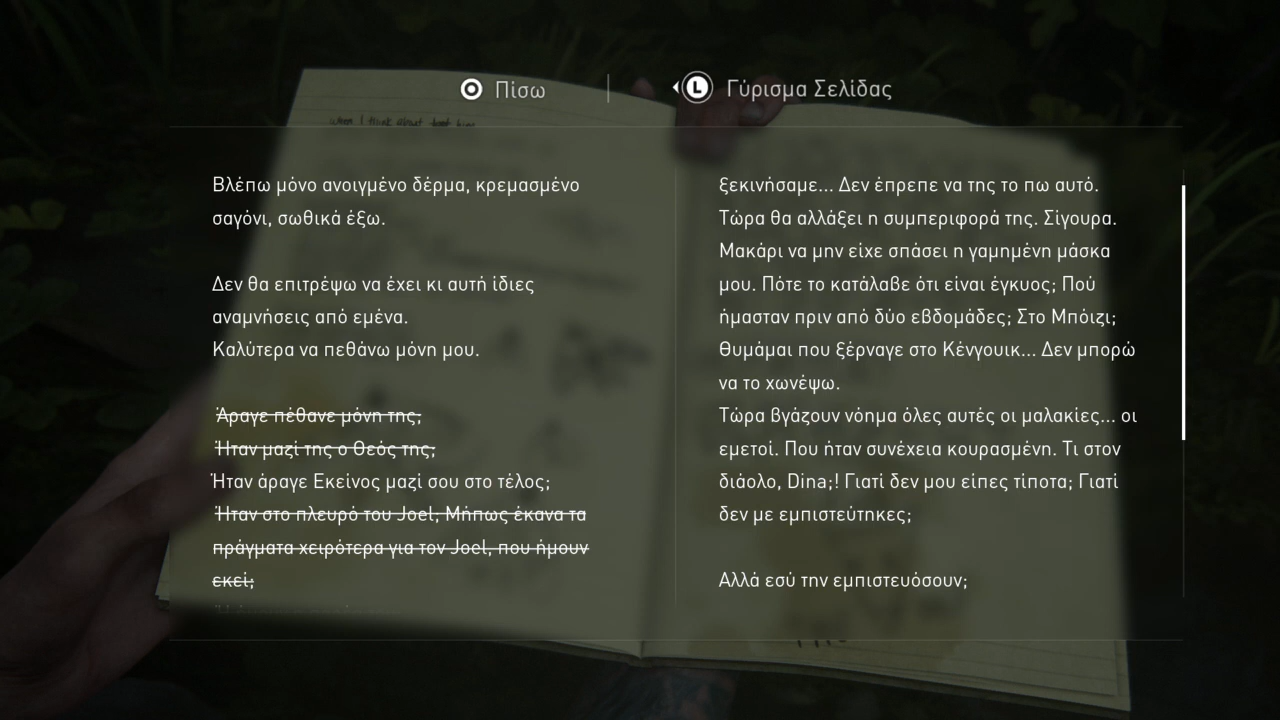 Πίσω
L Γύρισμα Σελίδας
when I think about
Βλέπω μόνο ανοιγμένο δέρμα, κρεμασμένο
σαγόνι, σωθικά έξω.
Δεν θα επιτρέψω να έχει κι αυτή ίδιες
αναμνήσεις από εμένα.
Καλύτερα να πεθάνω μόνη μου.
Άραγε πέθανε μόνη της;
Ήταν μαζί της ο Θεός της;
Ήταν άραγε Εκείνος μαζί σου στο τέλος;
Ήταν στο πλευρό του Joel; Μήπως έκανα τα
πράγματα χειρότερα για τον Joel, που ήμουν
εκεί;
ξεκινήσαμε... Δεν έπρεπε να της το πω αυτό.
Τώρα θα αλλάξει η συμπεριφορά της. Σίγουρα.
Μακάρι να μην είχε σπάσει η γαμημένη μάσκα
μου. Πότε το κατάλαβε ότι είναι έγκυος; Πού
ήμασταν πριν από δύο εβδομάδες; Στο Μπόιζι;
Θυμάμαι που ξέρναγε στο Κένγουικ... Δεν μπορώ
να το χωνέψω.
Τώρα βγάζουν νόημα όλες αυτές οι μαλακίες... οι
εμετοί. Που ήταν συνέχεια κουρασμένη. Τι στον
διάολο, Dina;! Γιατί δεν μου είπες τίποτα; Γιατί
δεν με εμπιστεύτηκες;
Αλλά εσύ την εμπιστευόσουν;